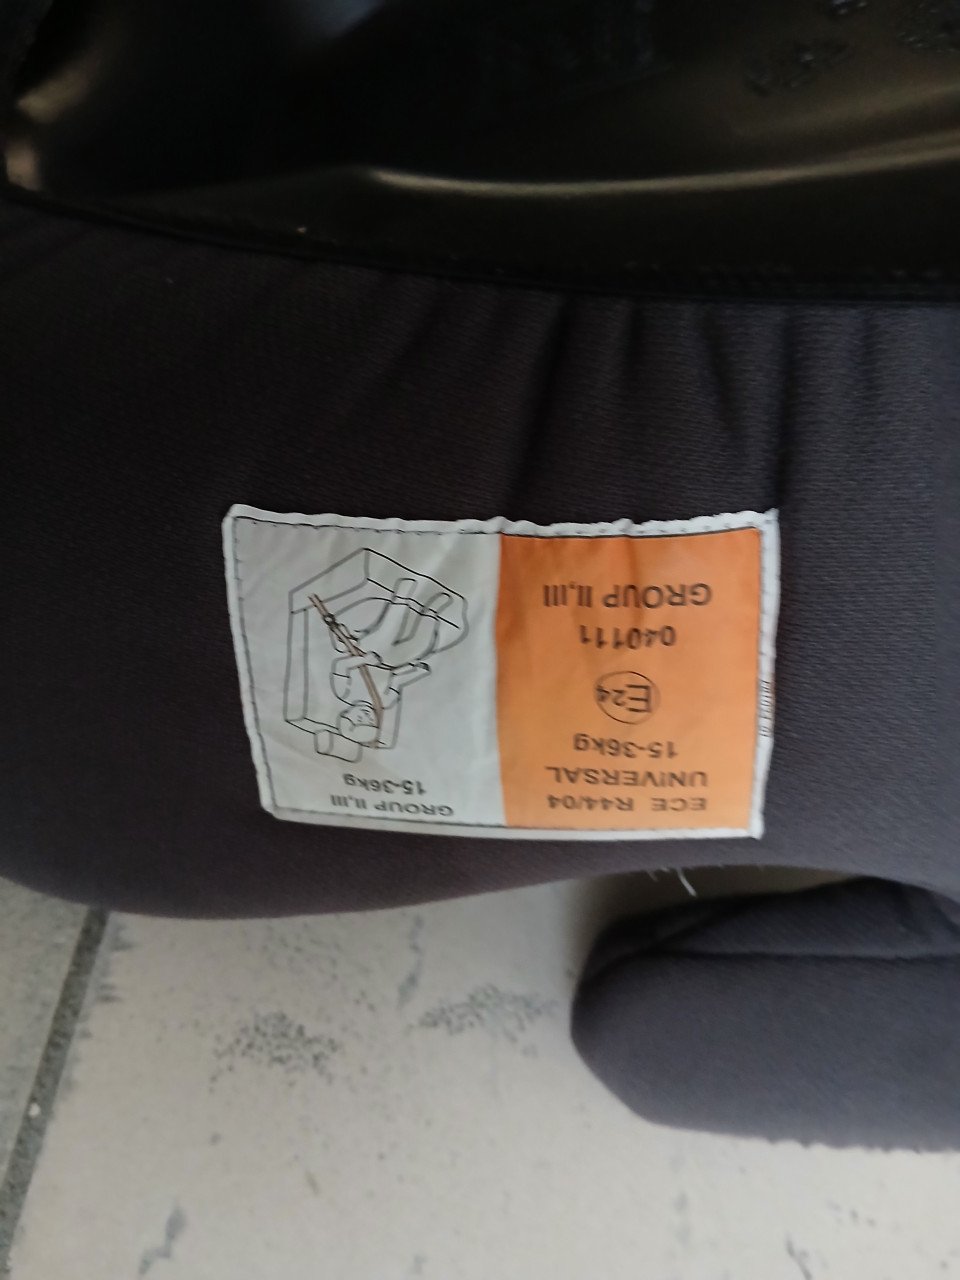 ECE R44/04
UNIVERSAL
15-36kg
E24
040111
GROUP II,III
GROUP II,III
15-36kg